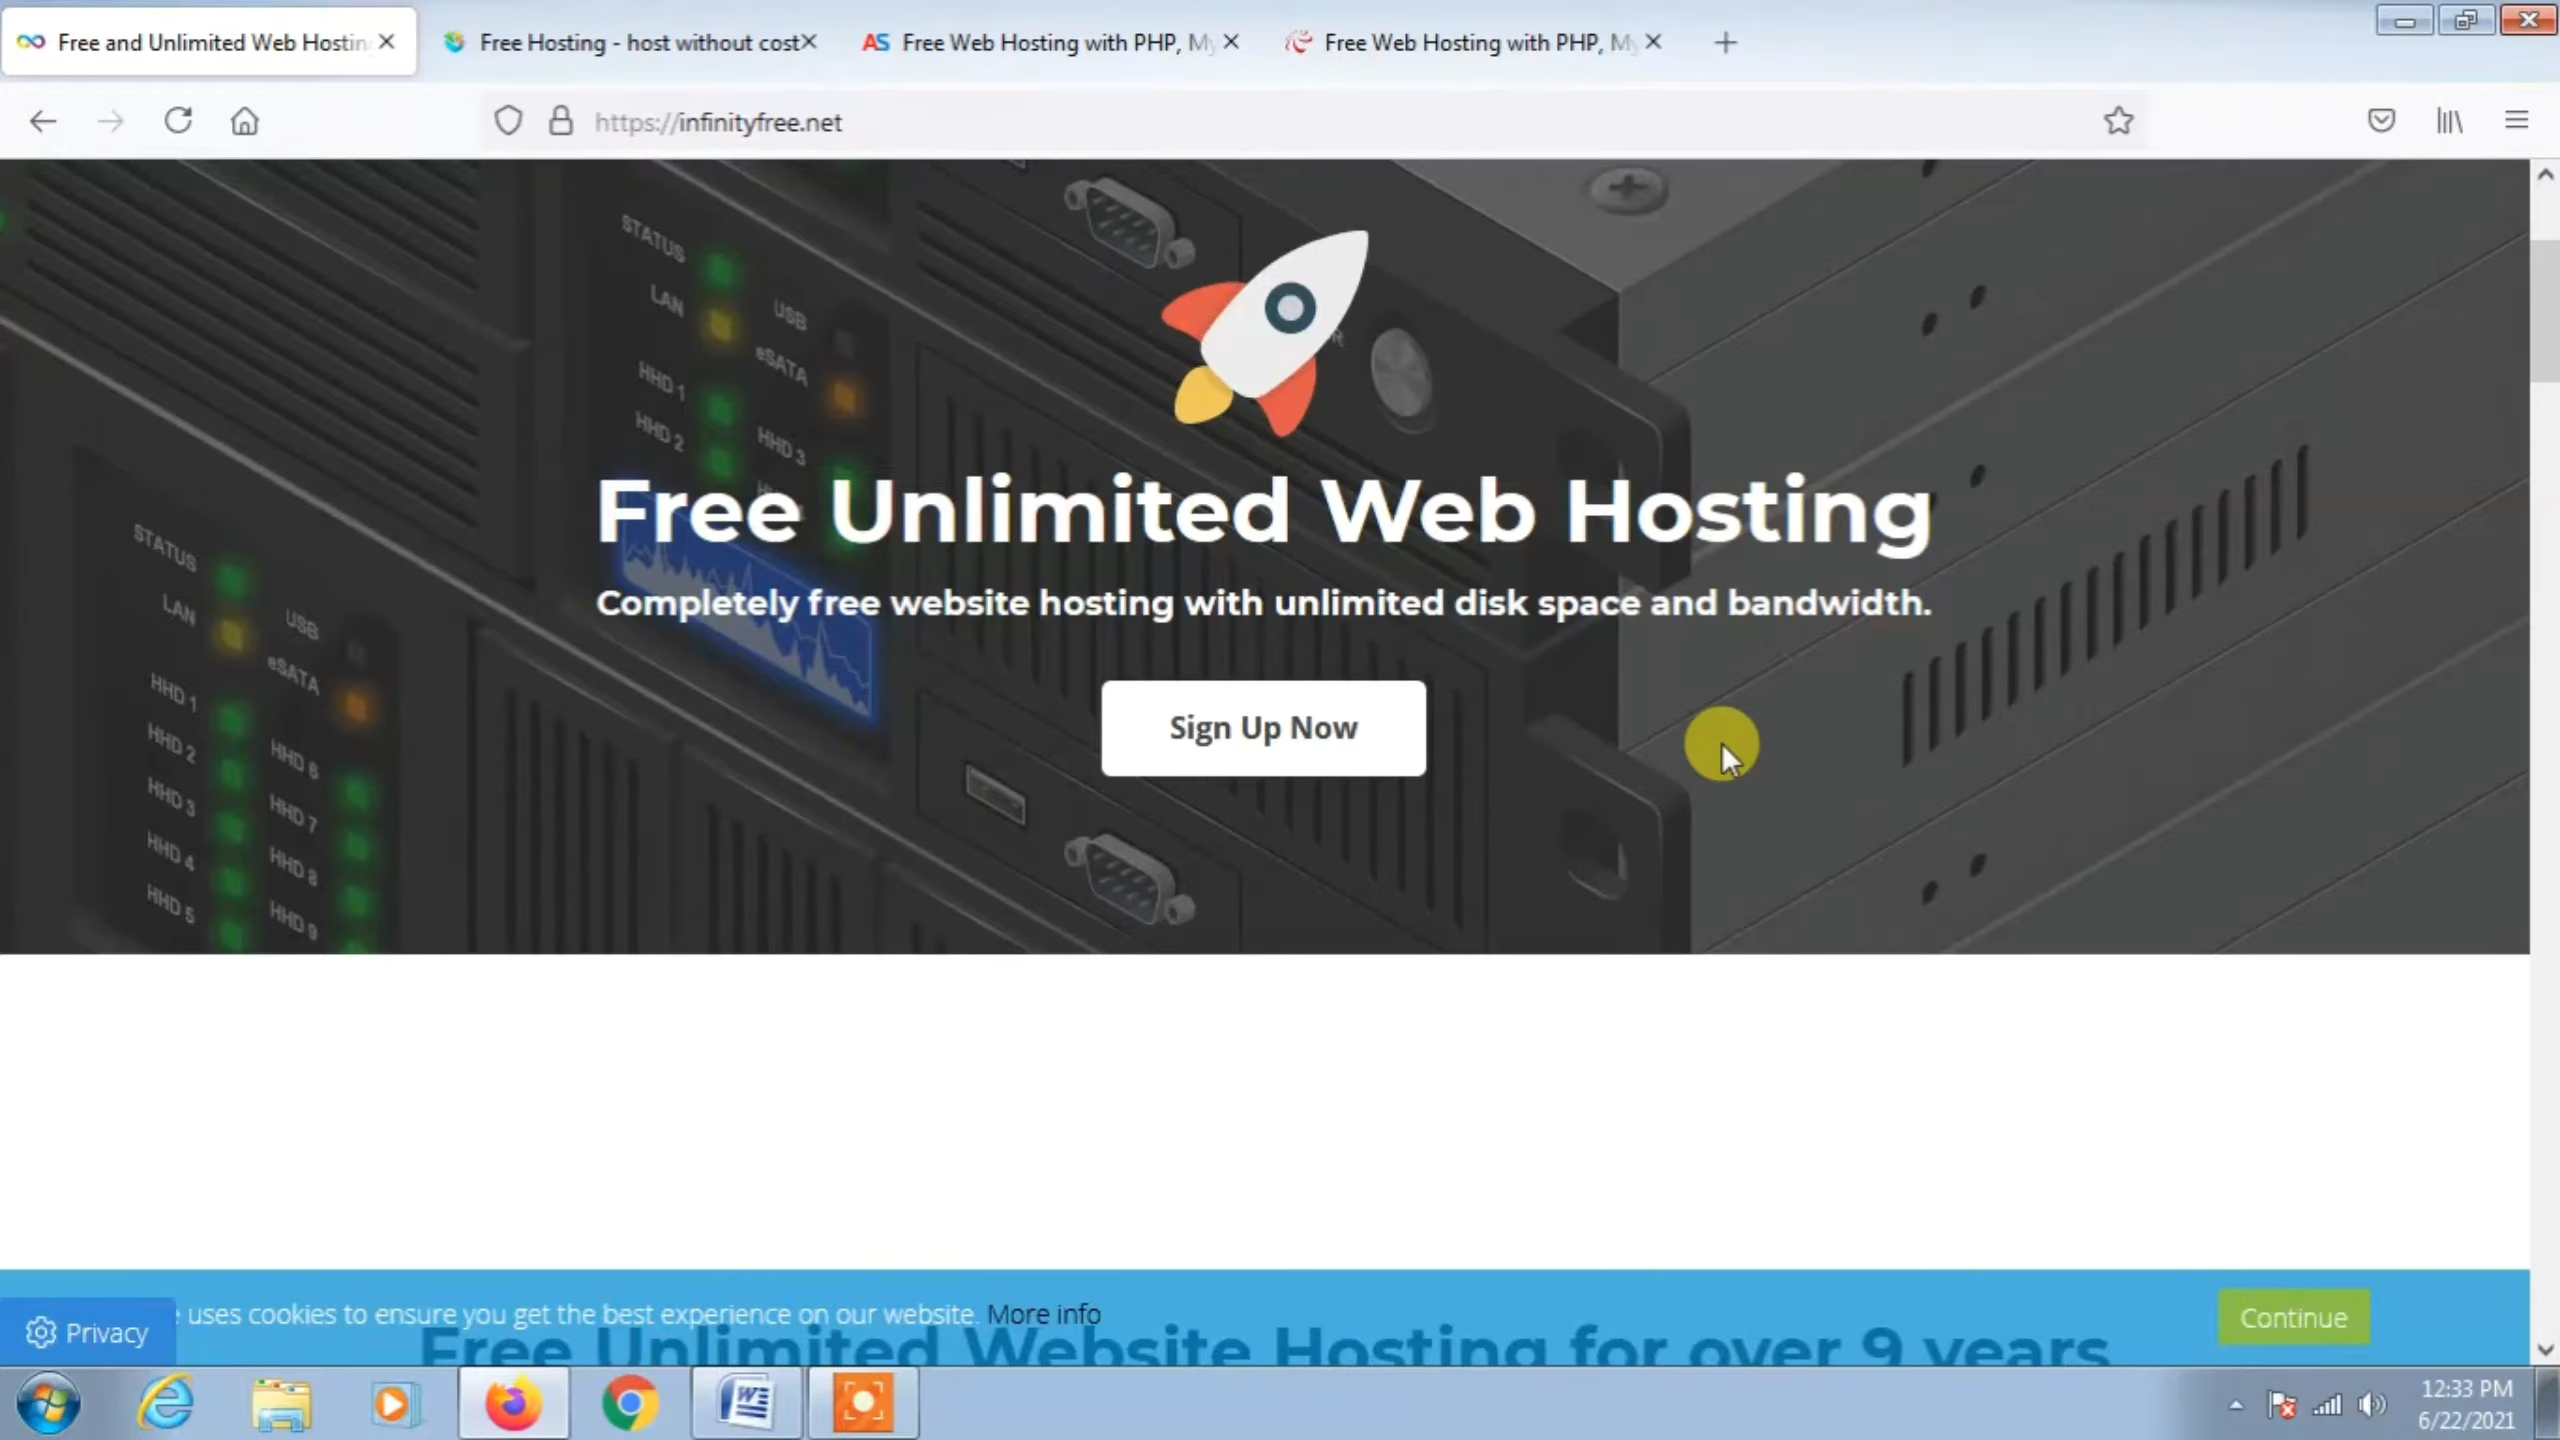 Free and Unlimited Web Hostin
Free Hosting - host without cost
AS Free Web Hosting with PHP, My
Free Web Hosting with PHP, My
https://infinityfree.net
STATUS
LAN
USB
eSATA
HHD 1
HHD 2
HHD 3
Free Unlimited Web Hosting
Completely free website hosting with unlimited disk space and bandwidth.
Sign Up Now
STATUS
LAN
USB
eSATA
HHD 1
HHD 2
HHD 3
HHD 4
HHD 5
HHD 6
HHD 7
HHD 8
HHD 9
uses cookies to ensure you get the best experience on our website. More info
Continue
Privacy
Free Unlimited Website Hosting for over 9 years
12:33 PM
6/22/2021